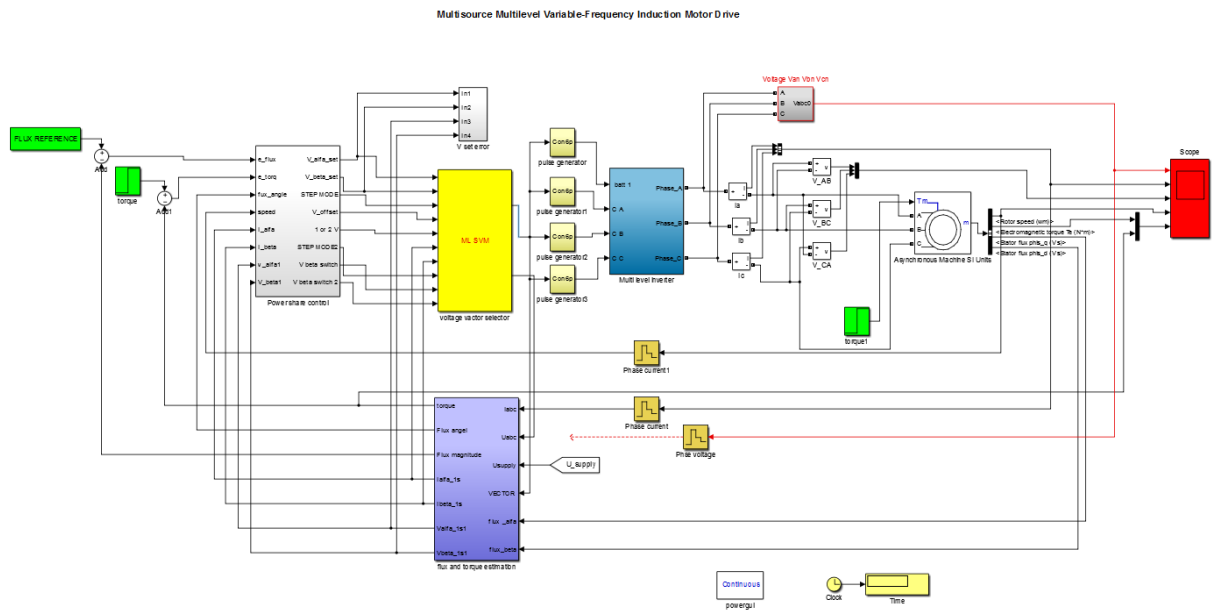 Multisource Multilevel Variable-Frequency Induction Motor Drive
Voltage Van Vbn Vcn
A
B
C
Vabc0
In1
In2
In3
In4
V set error
FLUX REFERENCE
Add
torque
Add1
e_flux
e_torq
flux_angle
speed
i_alfa
i_beta
v_alfa1
V_beta1
V_alfa_set
V_beta_set
STEP MODE
V_offset
1 or 2 V
STEP MODE2
V beta switch
V beta switch 2
Power share control
ML SVM
voltage vactor selector
Con6p
pulse generator
Con6p
pulse generator1
Con6p
pulse generator2
Con6p
pulse generator3
batt 1
C A
C B
C C
Phase_A
Phase_B
Phase_C
Multi level inverter
Ia
Ib
Ic
V_AB
V_BC
V_CA
Tm
A
B
C
m
Asynchronous Machine SI Units
<Rotor speed (wm)>
<Electromagnetic torque Te (N*m)>
<Stator flux phis_q (V s)>
<Stator flux phis_d (V s)>
Scope
torque1
Phase current1
Phase current
Phae voltage
torque
Flux angel
Flux magnitude
Ialfa_1s
Ibeta_1s
Valfa_1s1
Vbeta_1s1
Iabc
Uabc
Usupply
VECTOR
flux _alfa
flux_beta
flux and torque estimation
U_supply
Continuous
powergui
Clock
Time